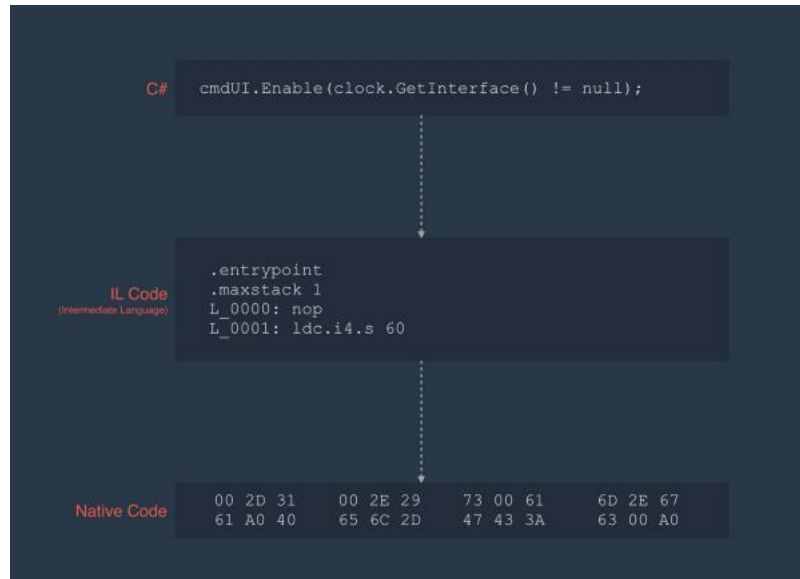 C#
cmdUI.Enable(clock.GetInterface() != null);
IL Code
(Intermediate Language)
.entrypoint
.maxstack 1
L_0000: nop
L_0001: ldc.i4.s 60
Native Code
00 2D 31 00 2E 29 73 00 61 6D 2E 67
61 A0 40 65 6C 2D 47 43 3A 63 00 A0